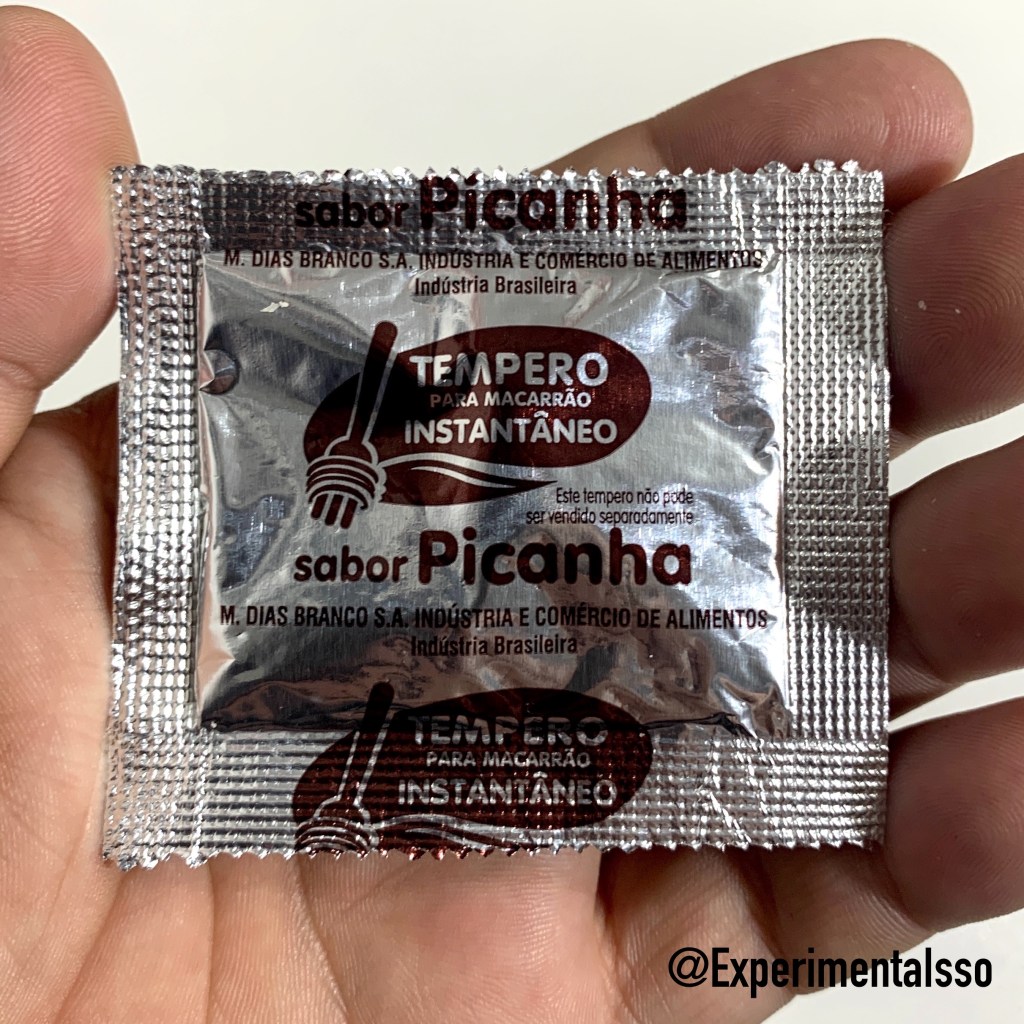 sabor Picanha
M. DIAS BRANCO S.A. INDÚSTRIA E COMÉRCIO DE ALIMENTOS
Indústria Brasileira
TEMPERO
PARA MACARRÃO
INSTANTÂNEO
Este tempero não pode
ser vendido separadamente
sabor Picanha
M. DIAS BRANCO S.A. INDÚSTRIA E COMÉRCIO DE ALIMENTOS
Indústria Brasileira
TEMPERO
PARA MACARRÃO
INSTANTÂNEO
@ExperimentaIsso